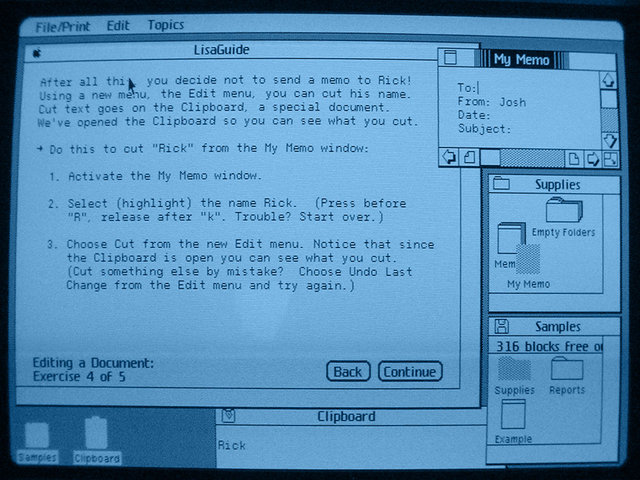 File/Print Edit Topics
LisaGuide
After all this, you decide not to send a memo to Rick!
Using a new menu, the Edit menu, you can cut his name.
Cut text goes on the Clipboard, a special document.
We've opened the Clipboard so you can see what you cut.
→ Do this to cut "Rick" from the My Memo window:
1. Activate the My Memo window.
2. Select (highlight) the name Rick. (Press before
"R", release after "k". Trouble? Start over.)
3. Choose Cut from the new Edit menu. Notice that since
the Clipboard is open you can see what you cut.
(Cut something else by mistake? Choose Undo Last
Change from the Edit menu and try again.)
Editing a Document:
Exercise 4 of 5
Back Continue
My Memo
To:
From: Josh
Date:
Subject:
Supplies
Empty Folders
Mem
My Memo
Samples
316 blocks free o
Supplies Reports
Example
Clipboard
Rick
Samples Clipboard